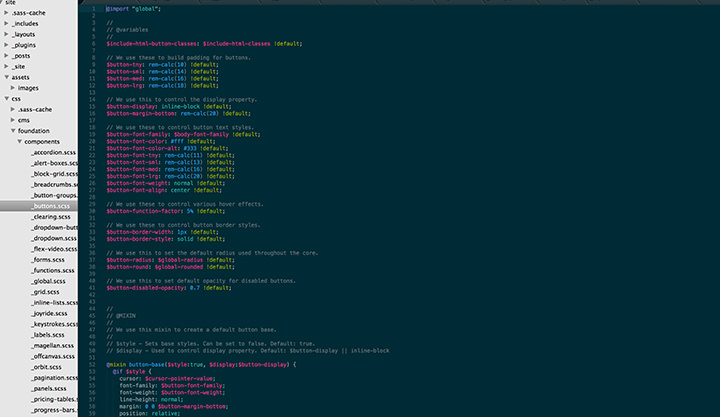 site
.sass-cache
_includes
_layouts
_plugins
_posts
_site
assets
images
css
.sass-cache
cms
foundation
components
_accordion.scss
_alert-boxes.sc
_block-grid.scss
_breadcrumbs.sc
_button-groups.
_buttons.scss
_clearing.scss
_dropdown-butt
_dropdown.scss
_flex-video.scss
_forms.scss
_functions.scss
_global.scss
_grid.scss
_inline-lists.scs
_joyride.scss
_keystrokes.scss
_labels.scss
_magellan.scss
_offcanvas.scss
_orbit.scss
_pagination.scss
_panels.scss
_pricing-tables.
_progress-bars.s
1 @import "global";
2
3 //
4 // @variables
5 //
6 $include-html-button-classes: $include-html-classes !default;
7
8 // We use these to build padding for buttons.
9 $button-tny: rem-calc(10) !default;
10 $button-sml: rem-calc(14) !default;
11 $button-med: rem-calc(16) !default;
12 $button-lrg: rem-calc(18) !default;
13
14 // We use this to control the display property.
15 $button-display: inline-block !default;
16 $button-margin-bottom: rem-calc(20) !default;
17
18 // We use these to control button text styles.
19 $button-font-family: $body-font-family !default;
20 $button-font-color: #fff !default;
21 $button-font-color-alt: #333 !default;
22 $button-font-tny: rem-calc(11) !default;
23 $button-font-sml: rem-calc(13) !default;
24 $button-font-med: rem-calc(16) !default;
25 $button-font-lrg: rem-calc(20) !default;
26 $button-font-weight: normal !default;
27 $button-font-align: center !default;
28
29 // We use these to control various hover effects.
30 $button-function-factor: 5% !default;
31
32 // We use these to control button border styles.
33 $button-border-width: 1px !default;
34 $button-border-style: solid !default;
35
36 // We use this to set the default radius used throughout the core.
37 $button-radius: $global-radius !default;
38 $button-round: $global-rounded !default;
39
40 // We use this to set default opacity for disabled buttons.
41 $button-disabled-opacity: 0.7 !default;
42
43
44 //
45 // @MIXIN
46 //
47 // We use this mixin to create a default button base.
48 //
49 // $style - Sets base styles. Can be set to false. Default: true.
50 // $display - Used to control display property. Default: $button-display || inline-block
51
52 @mixin button-base($style:true, $display:$button-display) {
53 @if $style {
54 cursor: $cursor-pointer-value;
55 font-family: $button-font-family;
56 font-weight: $button-font-weight;
57 line-height: normal;
58 margin: 0 0 $button-margin-bottom;
59 position: relative;